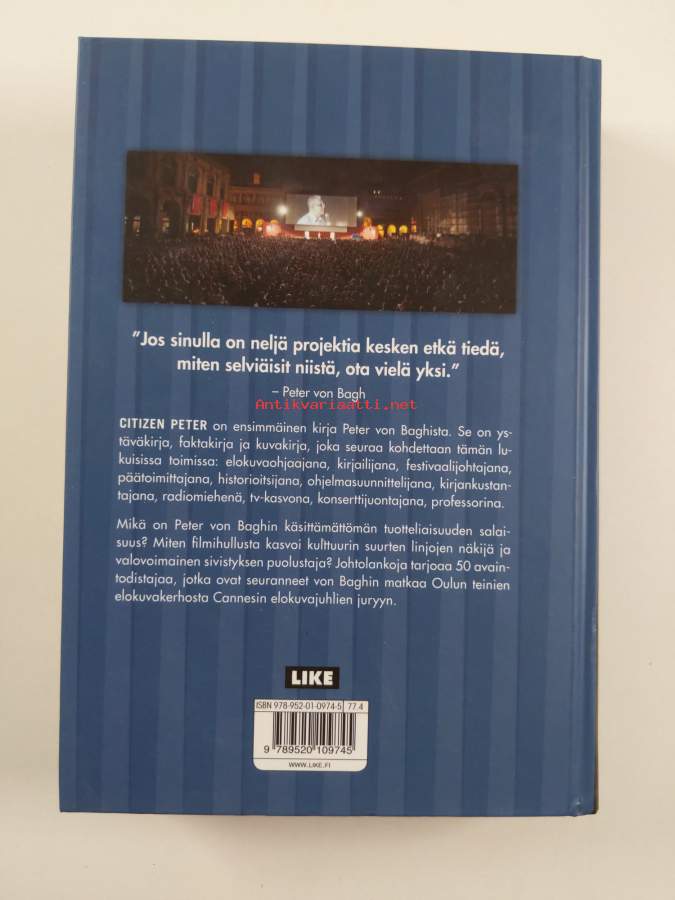 "Jos sinulla on neljä projektia kesken etkä tiedä,
miten selviäisit niistä, ota vielä yksi."
– Peter von Bagh
Antikvariaatti.net
CITIZEN PETER on ensimmäinen kirja Peter von Baghista. Se on ys-
täväkirja, faktakirja ja kuvakirja, joka seuraa kohdettaan tämän lu-
kuisissa toimissa: elokuvaohjaajana, kirjailijana, festivaalijohtajana,
päätoimittajana, historioitsijana, ohjelmasuunnittelijana, kirjankustan-
tajana, radiomiehenä, tv-kasvona, konserttijuontajana, professorina.
Mikä on Peter von Baghin käsittämättömän tuotteliaisuuden salai-
suus? Miten filmihullusta kasvoi kulttuurin suurten linjojen näkijä ja
valovoimainen sivistyksen puolustaja? Johtolankoja tarjoaa 50 avain-
todistajaa, jotka ovat seuranneet von Baghin matkaa Oulun teinien
elokuvakerhosta Cannesin elokuvajuhlien juryyn.
LIKE
ISBN 978-952-01-0974-5 77.4
9 789520 109745
WWW.LIKE.FI